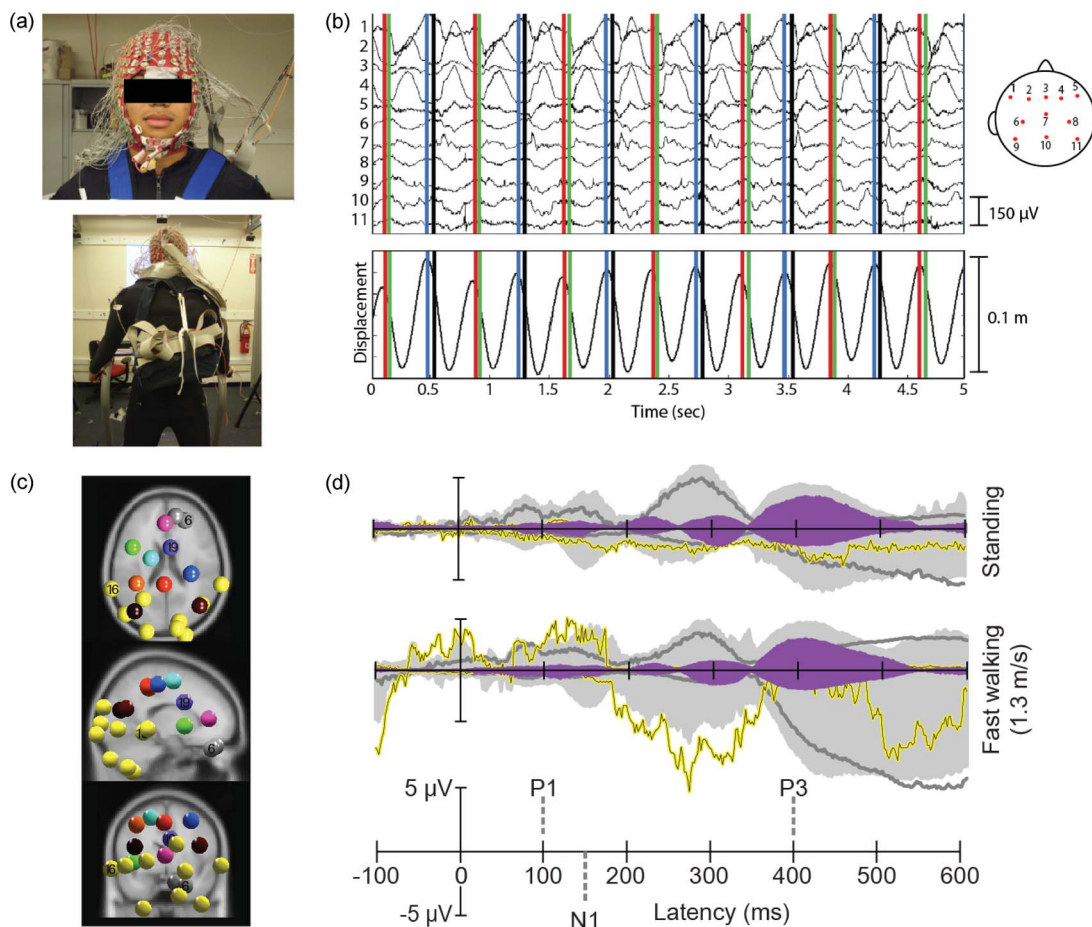 (a)
(b)
1
2
3
4
5
6
7
8
9
10
11
1
2
3
4
5
6
7
8
9
10
11
150 µV
Displacement
0.1 m
0
0.5
1
1.5
2
2.5
3
3.5
4
4.5
5
Time (sec)
(c)
6
19
16
19
1
6
16
6
(d)
Standing
Fast walking
(1.3 m/s)
5 µV
P1
P3
-100
0
100
200
300
400
500
600
-5 µV
N1
Latency (ms)